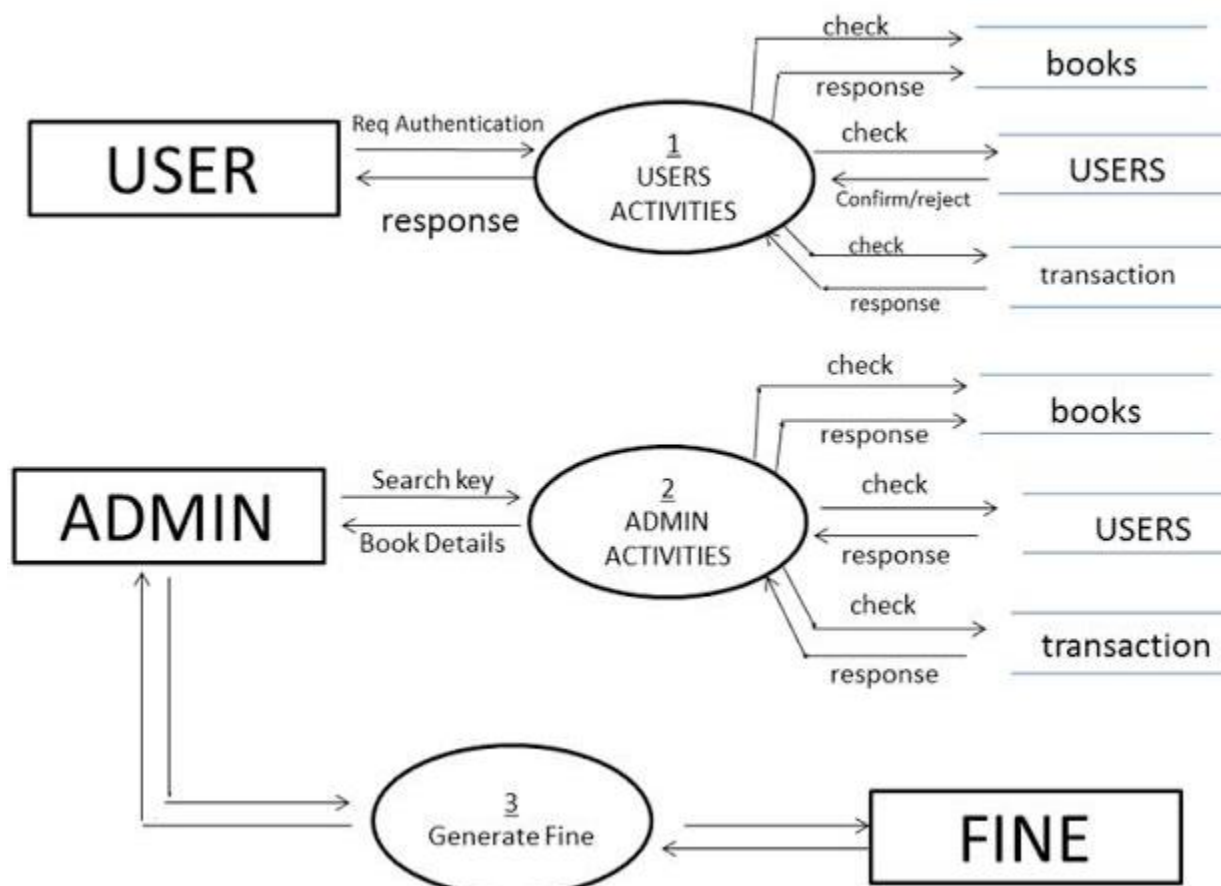 check
books
response
Req Authentication
USER
response
1
USERS
ACTIVITIES
check
USERS
Confirm/reject
check
transaction
response
check
books
response
ADMIN
Search key
Book Details
2
ADMIN
ACTIVITIES
check
USERS
response
check
transaction
response
3
Generate Fine
FINE